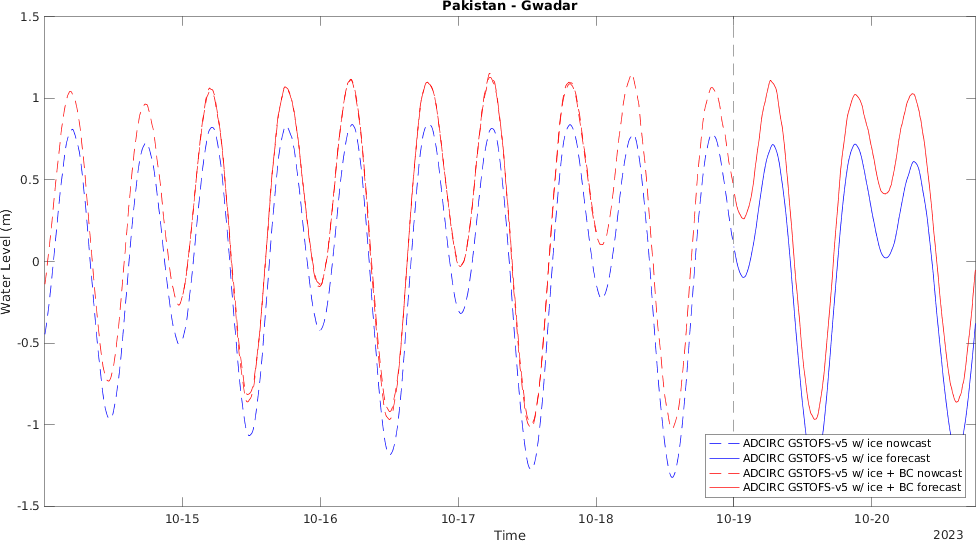 Pakistan - Gwadar
1.5
1
0.5
0
-0.5
-1
-1.5
Water Level (m)
ADCIRC GSTOFS-v5 w/ ice nowcast
ADCIRC GSTOFS-v5 w/ ice forecast
ADCIRC GSTOFS-v5 w/ ice + BC nowcast
ADCIRC GSTOFS-v5 w/ ice + BC forecast
10-15 10-16 10-17 10-18 10-19 10-20
Time
2023